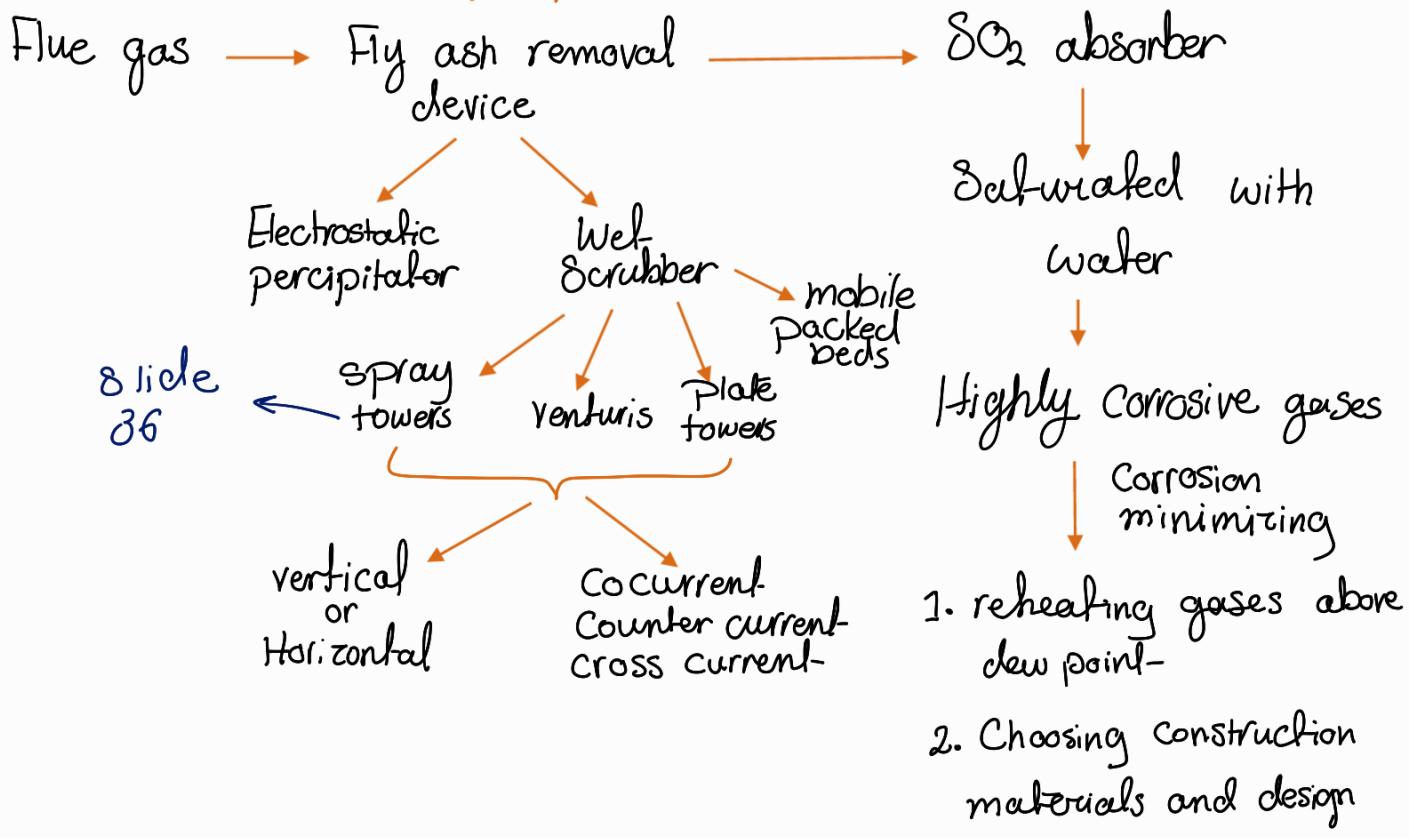 Flue gas
Fly ash removal
device
SO₂ absorber
Electrostatic
percipitator
Wet
Scrubber
mobile
packed
beds
spray
towers
venturis
Plate
towers
slide
36
vertical
or
Horizontal
Cocurrent
Counter current
cross current
Saturated with
water
Highly Corrosive gases
Corrosion
minimizing
1. reheating gases above
dew point
2. Choosing construction
materials and design